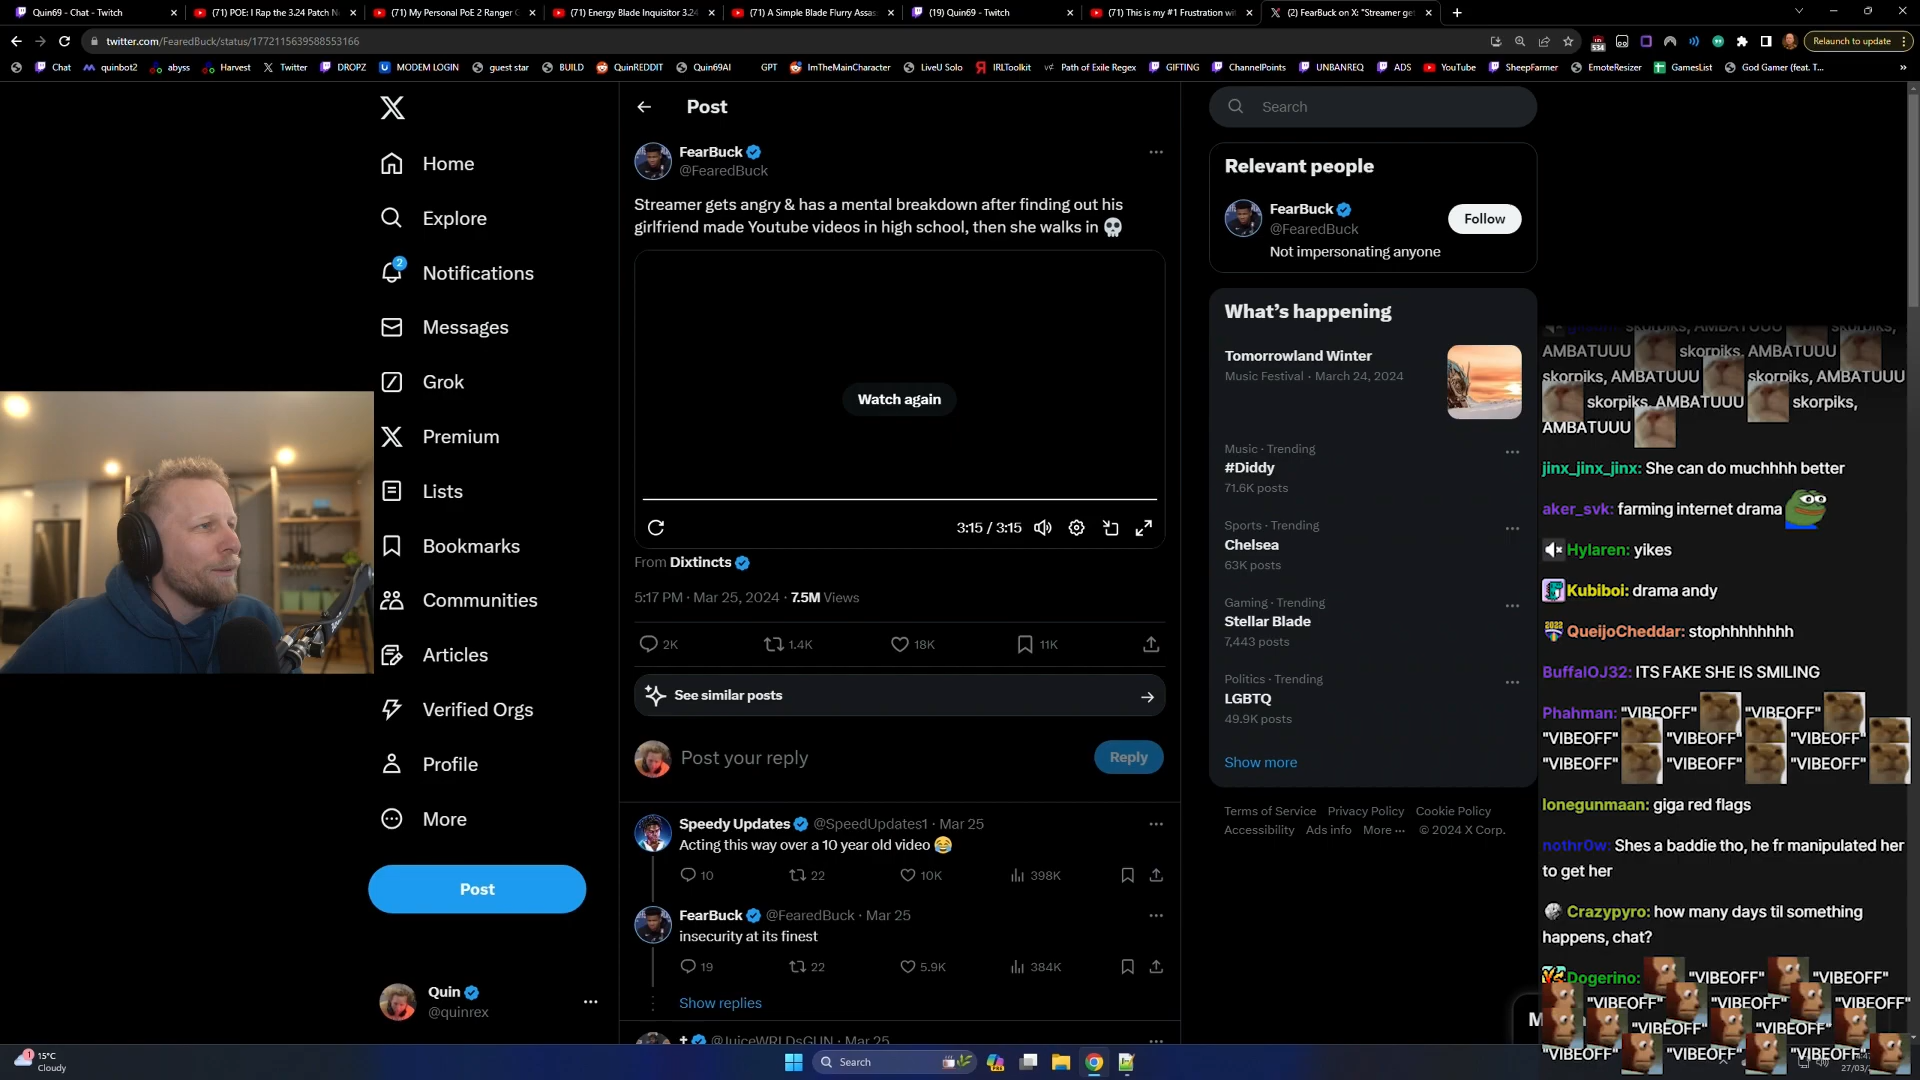 Quin69 - Chat - Twitch
(71) POE: I Rap the 3.24 Patch N
(71) My Personal PoE 2 Ranger G
(71) Energy Blade Inquisitor 3.24
(71) A Simple Blade Flurry Assas
(19) Quin69 - Twitch
(71) This is my #1 Frustration wi
(2) FearBuck on X: "Streamer get
twitter.com/FearedBuck/status/1772115639588553166
534
Relaunch to update
Chat
quinbot2
abyss
Harvest
Twitter
DROPZ
MODEM LOGIN
guest star
BUILD
QuinREDDIT
Quin69AI
GPT
ImTheMainCharacter
LiveU Solo
IRLToolkit
Path of Exile Regex
GIFTING
ChannelPoints
UNBANREQ
ADS
YouTube
SheepFarmer
EmoteResizer
GamesList
God Gamer (feat. T...
Home
Explore
2
Notifications
Messages
Grok
Premium
Lists
Bookmarks
Communities
Articles
Verified Orgs
Profile
More
Post
Quin
@quinrex
Post
FearBuck
@FearedBuck
Streamer gets angry & has a mental breakdown after finding out his
girlfriend made Youtube videos in high school, then she walks in 💀
Watch again
3:15 / 3:15
From Dixtincts
5:17 PM · Mar 25, 2024 · 7.5M Views
2K
1.4K
18K
11K
See similar posts
Post your reply
Reply
Speedy Updates @SpeedUpdates1 · Mar 25
Acting this way over a 10 year old video 😂
10
22
10K
398K
FearBuck @FearedBuck · Mar 25
insecurity at its finest
19
22
5.9K
384K
Show replies
@JuiceWRLDsGUN · Mar 25
Search
Relevant people
FearBuck
@FearedBuck
Follow
Not impersonating anyone
What's happening
Tomorrowland Winter
Music Festival · March 24, 2024
Music · Trending
#Diddy
71.6K posts
Sports · Trending
Chelsea
63K posts
Gaming · Trending
Stellar Blade
7,443 posts
Politics · Trending
LGBTQ
49.9K posts
Show more
Terms of Service Privacy Policy Cookie Policy
Accessibility Ads info More ··· © 2024 X Corp.
skorpiks, AMBATUUU skorpiks,
AMBATUUU skorpiks, AMBATUUU
skorpiks, AMBATUUU skorpiks, AMBATUUU
skorpiks, AMBATUUU skorpiks,
AMBATUUU
jinx_jinx_jinx: She can do muchhhh better
aker_svk: farming internet drama
Hylaren: yikes
Kubiboi: drama andy
QueijoCheddar: stophhhhhhhh
BuffalOJ32: ITS FAKE SHE IS SMILING
Phahman: "VIBEOFF" "VIBEOFF"
"VIBEOFF" "VIBEOFF" "VIBEOFF"
"VIBEOFF" "VIBEOFF" "VIBEOFF"
lonegunmaan: giga red flags
nothr0w: Shes a baddie tho, he fr manipulated her
to get her
Crazypyro: how many days til something
happens, chat?
Dogerino: "VIBEOFF" "VIBEOFF"
"VIBEOFF" "VIBEOFF" "VIBEOFF"
"VIBEOFF" "VIBEOFF" "VIBEOFF"
"VIBEOFF" "VIBEOFF" "VIBEOFF"
1
15°C
Cloudy
Search